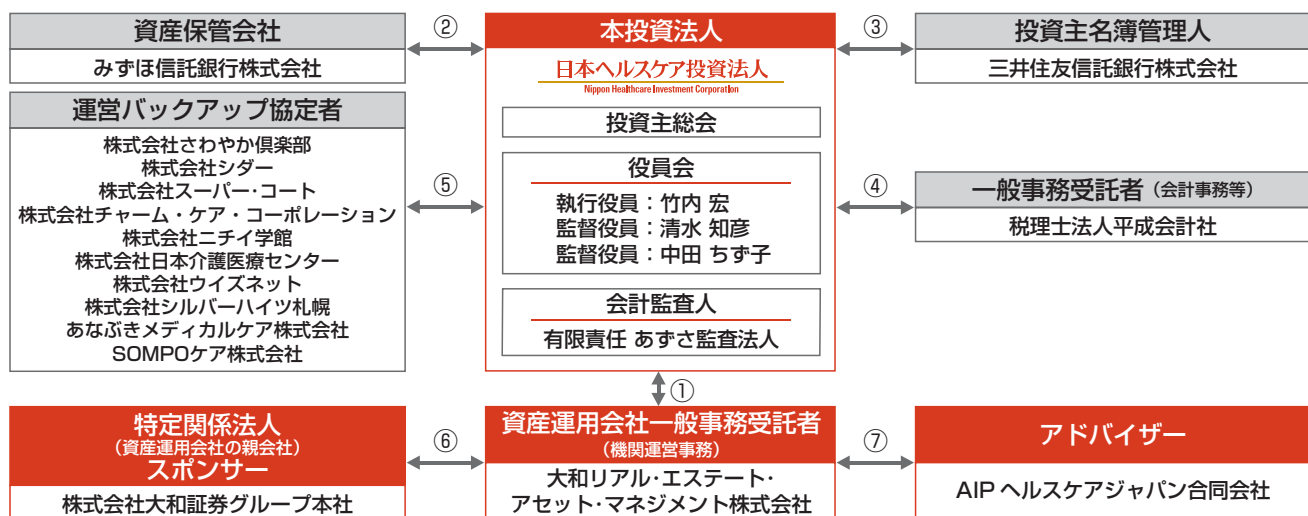 資産保管会社
みずほ信託銀行株式会社
②
運営バックアップ協定者
株式会社さわやか倶楽部
株式会社シダー
株式会社スーパー・コート
株式会社チャーム・ケア・コーポレーション
株式会社ニチイ学館
株式会社日本介護医療センター
株式会社ウイズネット
株式会社シルバーハイツ札幌
あなぶきメディカルケア株式会社
SOMPOケア株式会社
⑤
本投資法人
日本ヘルスケア投資法人
Nippon Healthcare Investment Corporation
投資主総会
役員会
執行役員：竹内 宏
監督役員：清水 知彦
監督役員：中田 ちず子
会計監査人
有限責任 あずさ監査法人
③
投資主名簿管理人
三井住友信託銀行株式会社
④
一般事務受託者（会計事務等）
税理士法人平成会計社
①
特定関係法人
（資産運用会社の親会社）
スポンサー
株式会社大和証券グループ本社
⑥
資産運用会社一般事務受託者
（機関運営事務）
大和リアル・エステート・
アセット・マネジメント株式会社
⑦
アドバイザー
AIP ヘルスケアジャパン合同会社